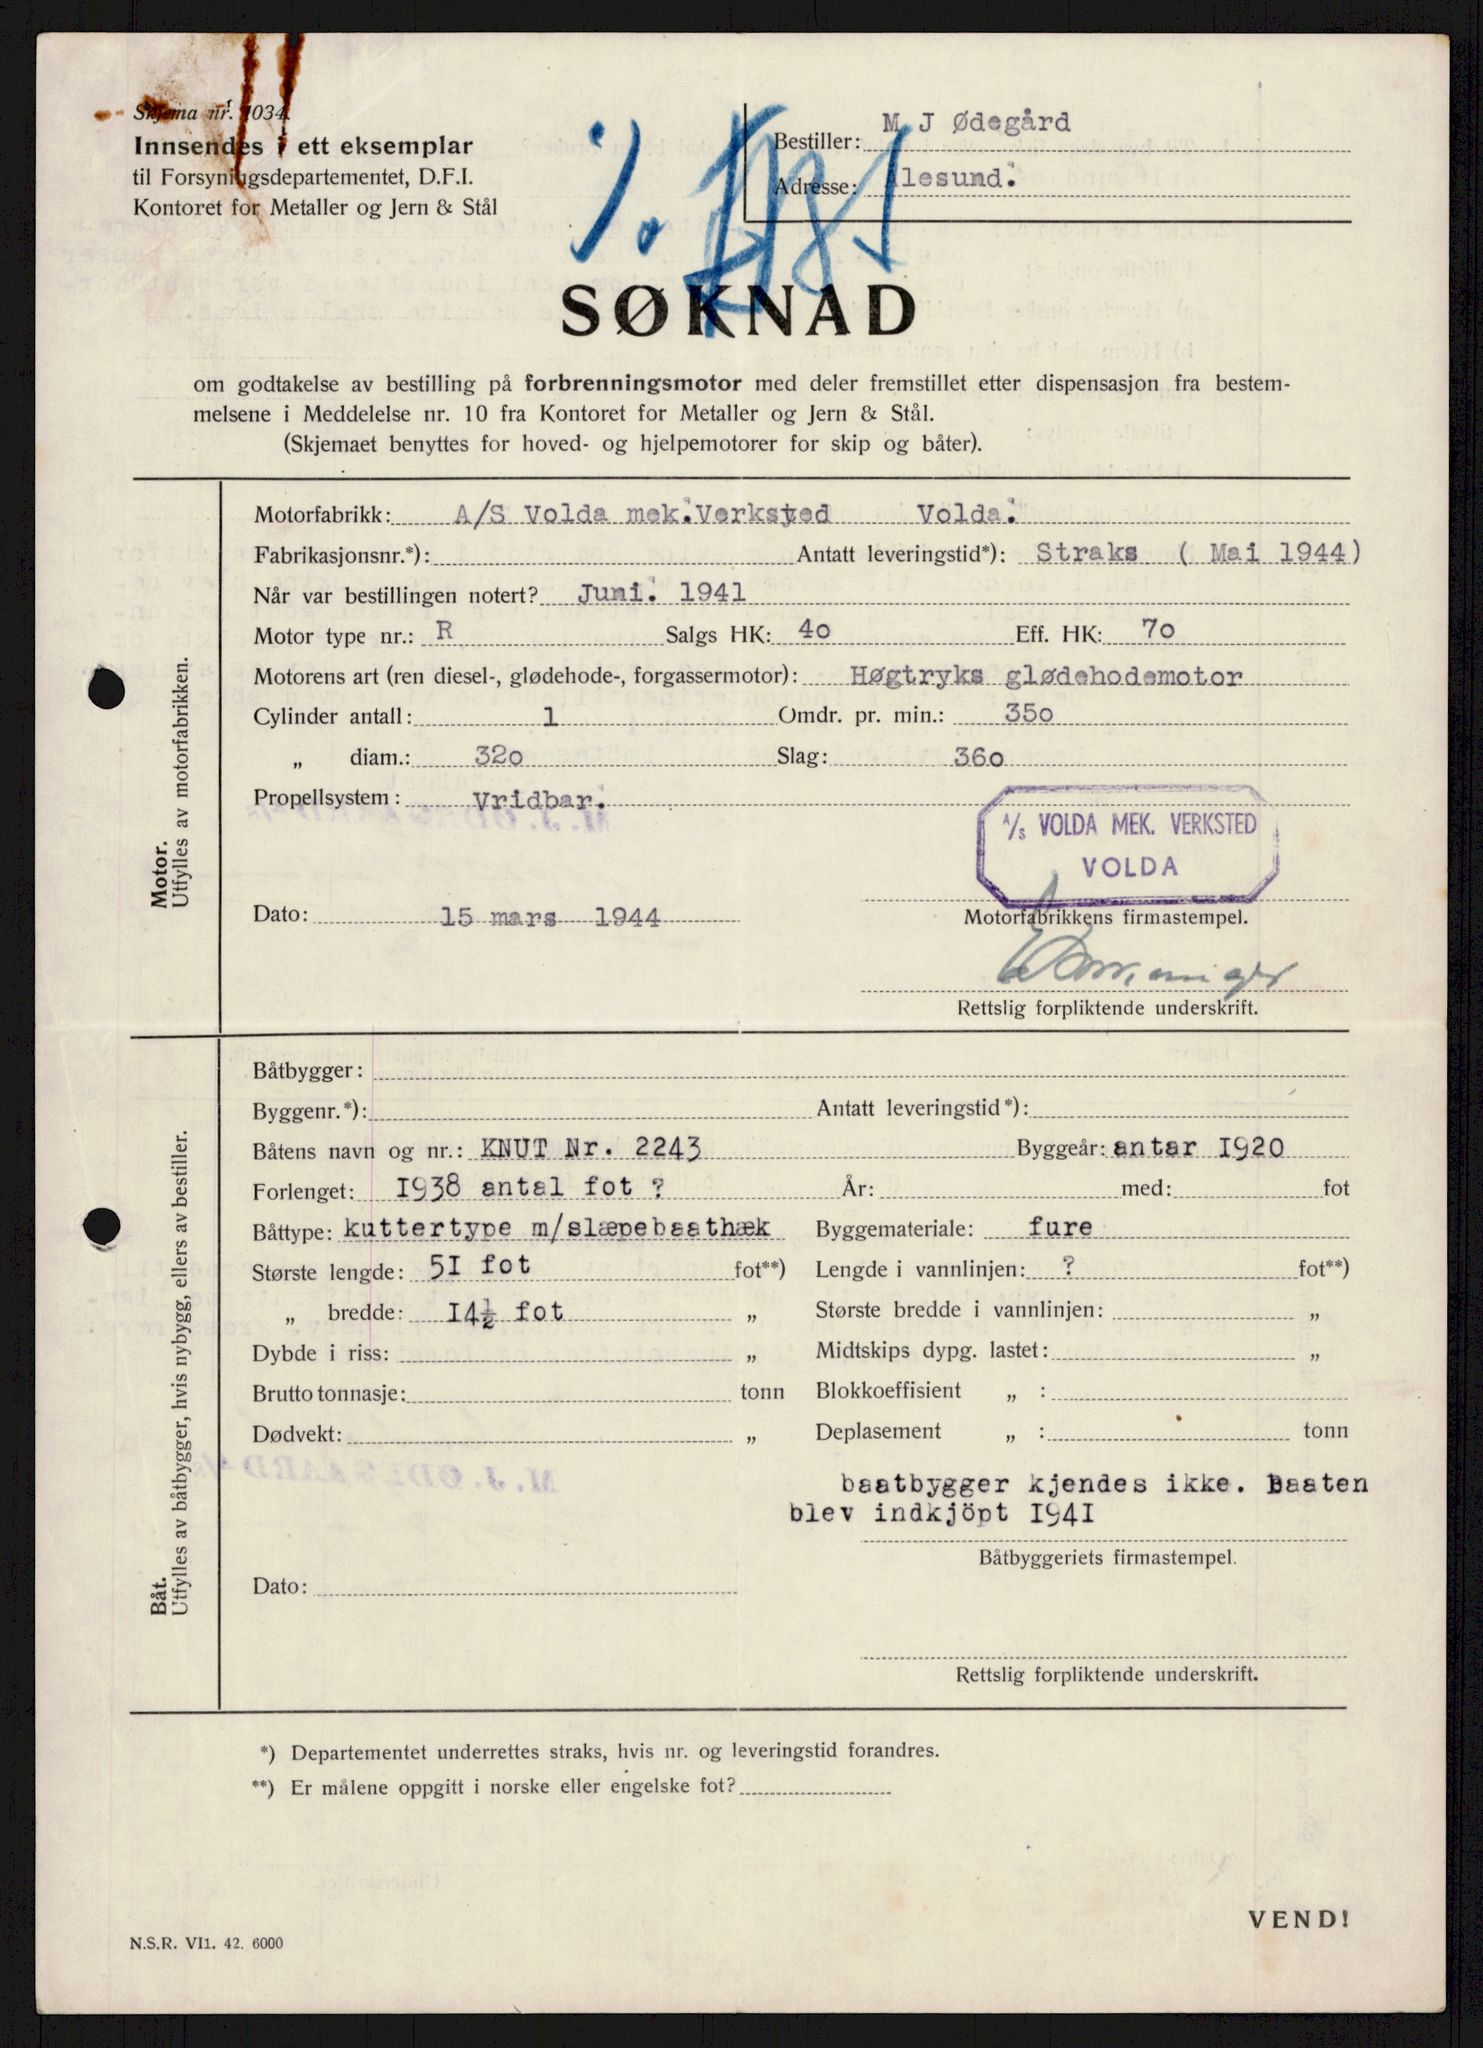 Skjema nr. 1034.
Innsendes i ett eksemplar
til Forsyningsdepartementet, D.F.I.
Kontoret for Metaller og Jern & Stål
Bestiller: M J Ødegård
Adresse: Ålesund.
SØKNAD
om godtakelse av bestilling på forbrenningsmotor med deler fremstillet etter dispensasjon fra bestem-
melsene i Meddelelse nr. 10 fra Kontoret for Metaller og Jern & Stål.
(Skjemaet benyttes for hoved- og hjelpemotorer for skip og båter).
Motor.
Utfylles av motorfabrikken.
Motorfabrikk: A/S Volda mek.Verksted Volda.
Fabrikasjonsnr.*): Antatt leveringstid*): Straks ( Mai 1944)
Når var bestillingen notert? Juni. 1941
Motor type nr.: R Salgs HK: 40 Eff. HK: 70
Motorens art (ren diesel-, glødehode-, forgassermotor): Høgtryks glødehodemotor
Cylinder antall: 1 Omdr. pr. min.: 350
„ diam.: 320 Slag: 360
Propellsystem: Vridbar.
A/S VOLDA MEK. VERKSTED
VOLDA
Dato: 15 mars 1944
Motorfabrikkens firmastempel.
Rettslig forpliktende underskrift.
Båt.
Utfylles av båtbygger, hvis nybygg, ellers av bestiller.
Båtbygger:
Byggenr.*): Antatt leveringstid*):
Båtens navn og nr.: KNUT Nr. 2243 Byggeår: antar 1920
Forlenget: 1938 antal fot ? År: med: fot
Båttype: kuttertype m/slæpebaathæk Byggemateriale: fure
Største lengde: 51 fot fot**) Lengde i vannlinjen: ? fot**)
„ bredde: 14½ fot „ Største bredde i vannlinjen: „
Dybde i riss: „ Midtskips dypg. lastet: „
Brutto tonnasje: tonn Blokkoeffisient „ :
Dødvekt: „ Deplasement „ : tonn
baatbygger kjendes ikke. Baaten
blev indkjöpt 1941
Båtbyggeriets firmastempel.
Dato:
Rettslig forpliktende underskrift.
*) Departementet underrettes straks, hvis nr. og leveringstid forandres.
**) Er målene oppgitt i norske eller engelske fot?
VEND!
N.S.R. VI1. 42. 6000